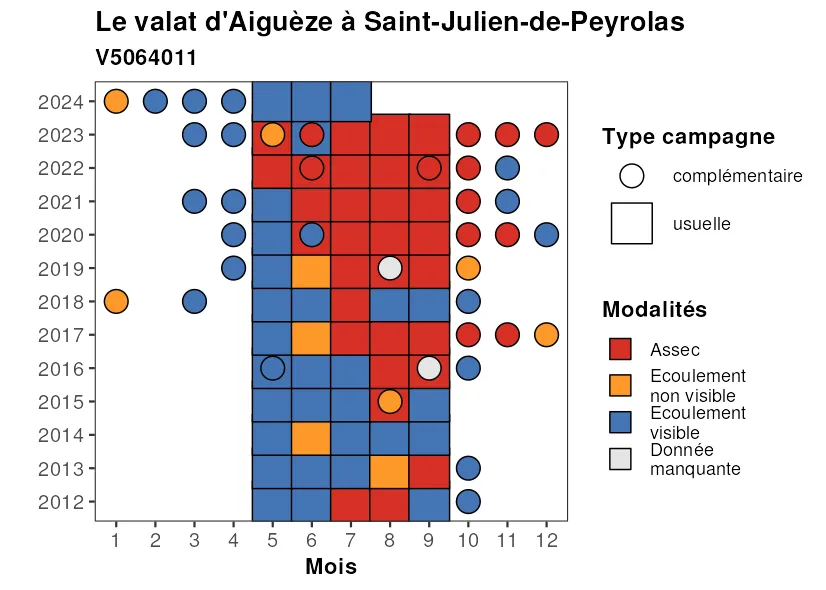 Le valat d'Aiguèze à Saint-Julien-de-Peyrolas
V5064011
2024
2023
2022
2021
2020
2019
2018
2017
2016
2015
2014
2013
2012
1 2 3 4 5 6 7 8 9 10 11 12
Mois
Type campagne
complémentaire
usuelle
Modalités
Assec
Ecoulement
non visible
Ecoulement
visible
Donnée
manquante